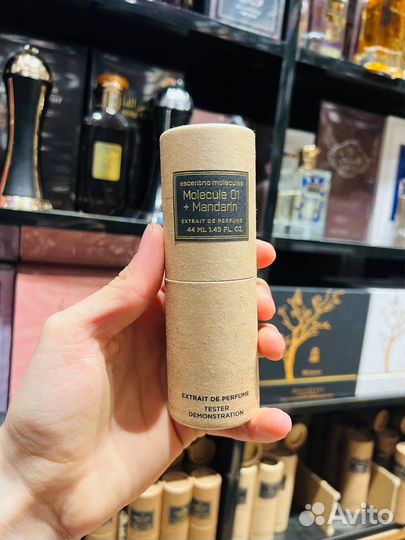 escentric molecules
Molecule 01
+ Mandarin
EXTRAIT DE PERFUME
44 ML 1.49 FL. OZ.
EXTRAIT DE PERFUME
TESTER
DEMONSTRATION
Avito